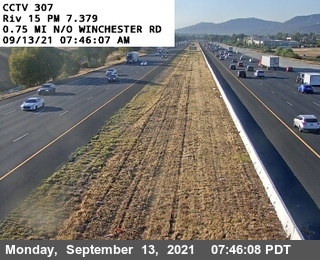 CCTV 307
Riv 15 PM 7.379
0.75 MI N/O WINCHESTER RD
09/13/21 07:46:07 AM
Monday, September 13, 2021 07:46:08 PDT